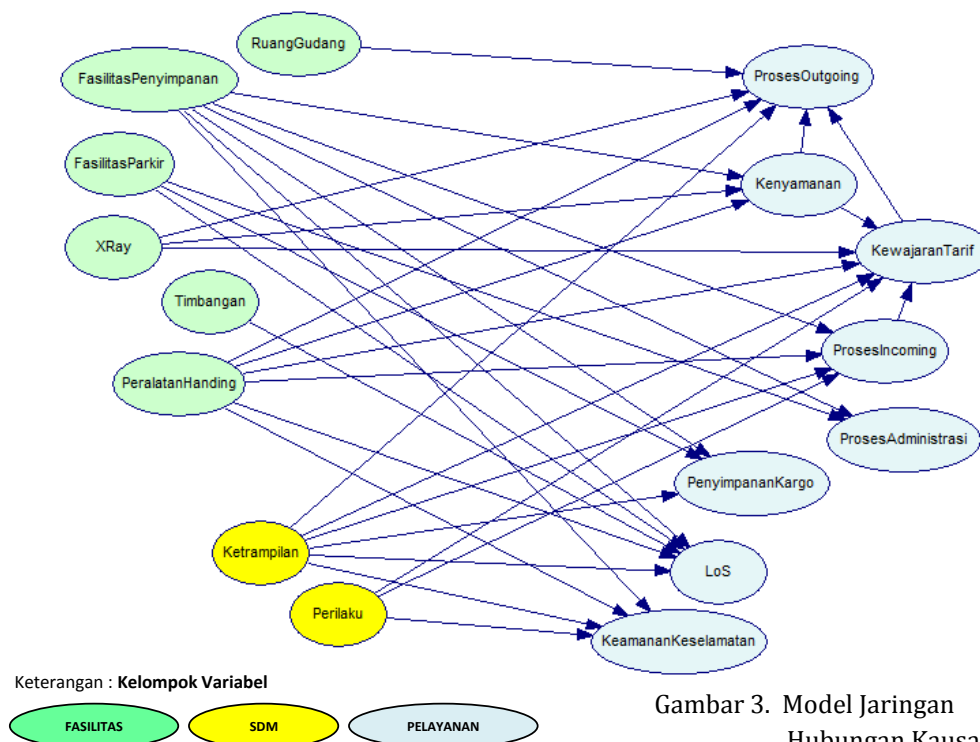 RuangGudang
FasilitasPenyimpanan
ProsesOutgoing
FasilitasParkir
Kenyamanan
XRay
KewajaranTarif
Timbangan
ProsesIncoming
PeralatanHanding
ProsesAdministrasi
PenyimpananKargo
Ketrampilan
LoS
Perilaku
KeamananKeselamatan
Keterangan : Kelompok Variabel
FASILITAS
SDM
PELAYANAN
Gambar 3. Model Jaringan
Hubungan Kausa